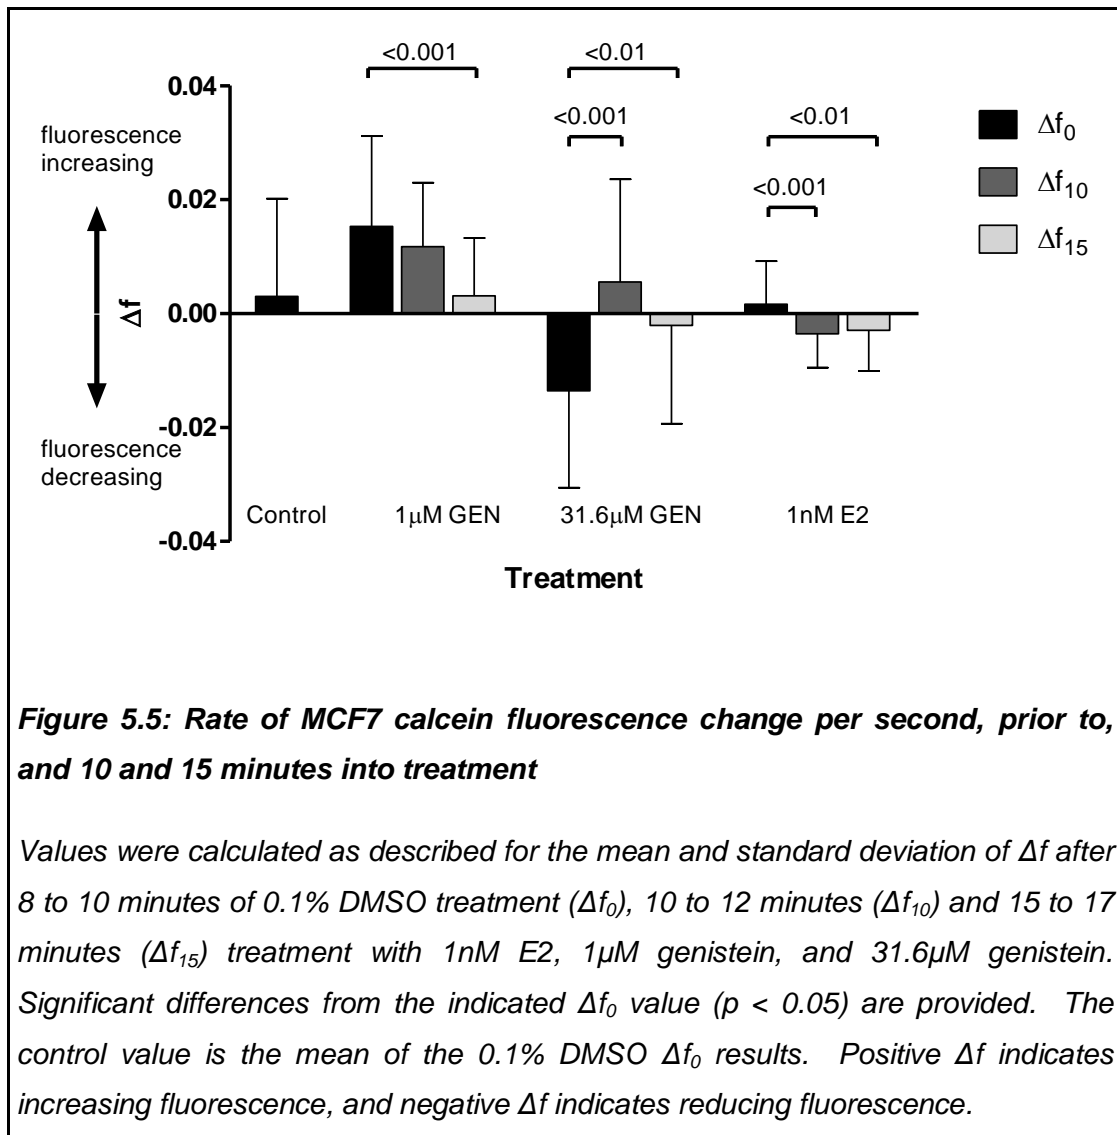 <0.001
<0.01
0.04
<0.001
<0.01
Δf0
fluorescence
increasing
0.02
<0.001
Δf10
Δf15
Δf
0.00
-0.02
fluorescence
decreasing
Control
1μM GEN
31.6μM GEN
1nM E2
-0.04
Treatment
Figure 5.5: Rate of MCF7 calcein fluorescence change per second, prior to,
and 10 and 15 minutes into treatment
Values were calculated as described for the mean and standard deviation of Δf after
8 to 10 minutes of 0.1% DMSO treatment (Δf0), 10 to 12 minutes (Δf10) and 15 to 17
minutes (Δf15) treatment with 1nM E2, 1μM genistein, and 31.6μM genistein.
Significant differences from the indicated Δf0 value (p < 0.05) are provided. The
control value is the mean of the 0.1% DMSO Δf0 results. Positive Δf indicates
increasing fluorescence, and negative Δf indicates reducing fluorescence.